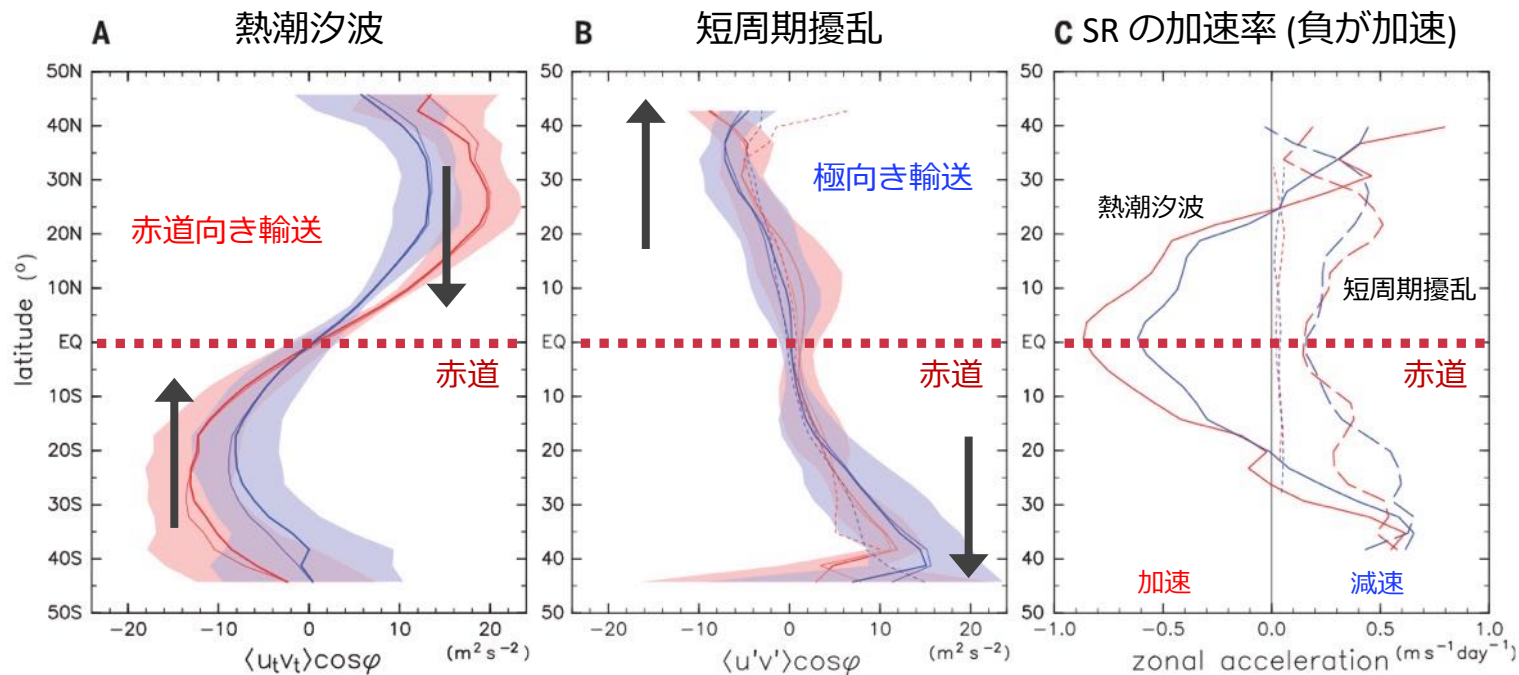 A 熱潮汐波
B 短周期擾乱
C SR の加速率 (負が加速)
50N
40N
30N
20N
10N
EQ
10S
20S
30S
40S
50S
latitude (°)
赤道向き輸送
赤道
−20 −10 0 10 20
⟨uₜvₜ⟩cosφ (m² s⁻²)
50
40
30
20
10
EQ
10
20
30
40
50
極向き輸送
赤道
−20 −10 0 10 20
⟨u'v'⟩cosφ (m² s⁻²)
50
40
30
20
10
EQ
10
20
30
40
50
熱潮汐波
短周期擾乱
赤道
加速 減速
−1.0 −0.5 0.0 0.5 1.0
zonal acceleration (m s⁻¹ day⁻¹)